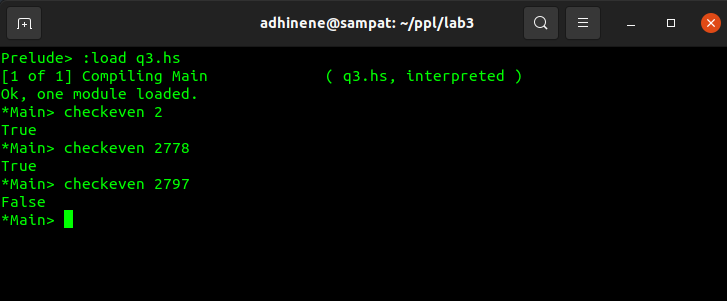 adhinene@sampat: ~/ppl/lab3
Prelude> :load q3.hs
[1 of 1] Compiling Main             ( q3.hs, interpreted )
Ok, one module loaded.
*Main> checkeven 2
True
*Main> checkeven 2778
True
*Main> checkeven 2797
False
*Main>